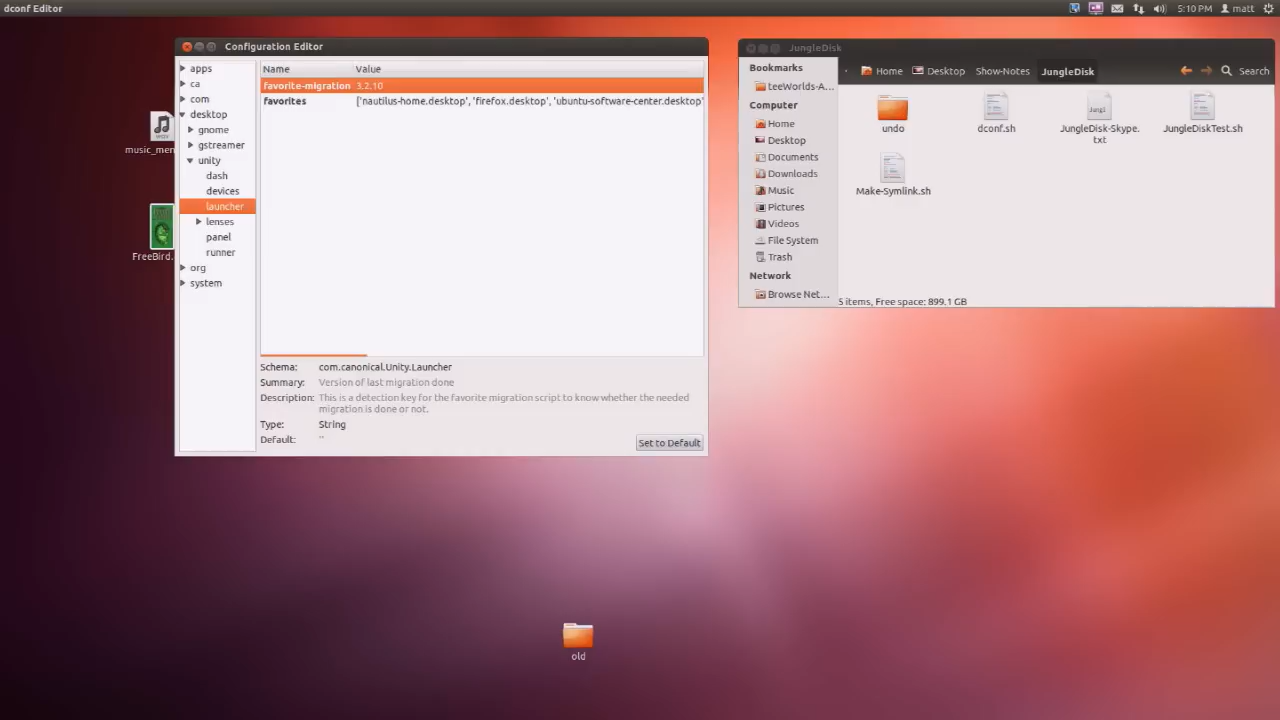 dconf Editor
5:10 PM
matt
Configuration Editor
apps
ca
com
desktop
gnome
gstreamer
unity
dash
devices
launcher
lenses
panel
runner
org
system
Name Value
favorite-migration 3.2.10
favorites ['nautilus-home.desktop', 'firefox.desktop', 'ubuntu-software-center.desktop'
Schema: com.canonical.Unity.Launcher
Summary: Version of last migration done
Description: This is a detection key for the favorite migration script to know whether the needed
migration is done or not.
Type: String
Default: ''
Set to Default
JungleDisk
Bookmarks
teeWorlds-A...
Computer
Home
Desktop
Documents
Downloads
Music
Pictures
Videos
File System
Trash
Network
Browse Net...
Home Desktop Show-Notes JungleDisk Search
undo
dconf.sh
Jungl
JungleDisk-Skype.
txt
JungleDiskTest.sh
Make-Symlink.sh
5 items, Free space: 899.1 GB
WAV
music_men
FreeBird.
old